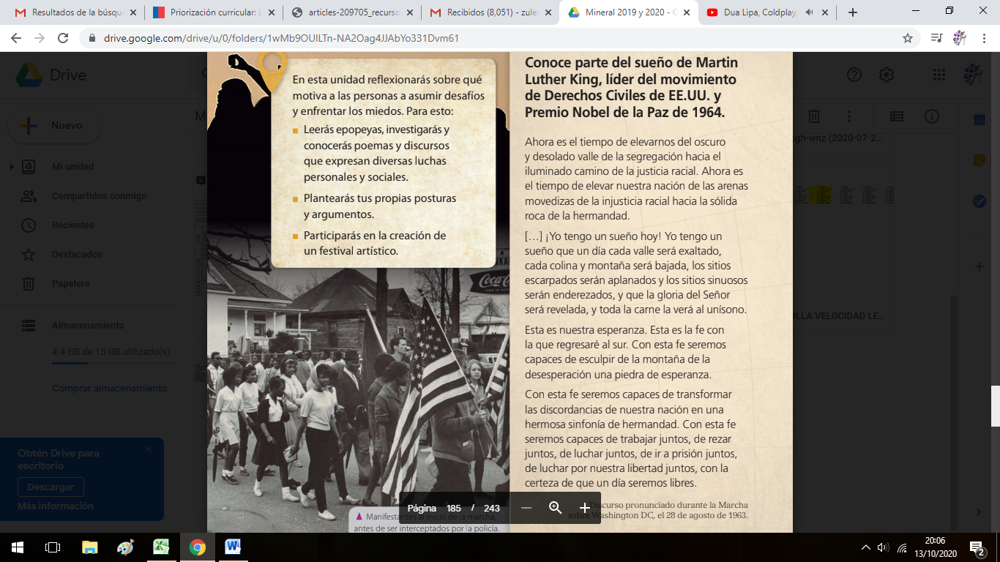 Resultados de la búsque
Priorización curricular: L
articles-209705_recurso
Recibidos (8,051) - zule
Mineral 2019 y 2020 - G
Dua Lipa, Coldplay,
drive.google.com/drive/u/0/folders/1wMb9OUILTn-NA2Oag4JJAbYo331Dvm61
Drive
Nuevo
Mi unidad
Compartidos conmigo
Recientes
Destacados
Papelera
Almacenamiento
4.4 GB de 15 GB utilizado(s)
Comprar almacenamiento
Obtén Drive para
escritorio
Descargar
Más información
En esta unidad reflexionarás sobre qué
motiva a las personas a asumir desafíos
y enfrentar los miedos. Para esto:
Leerás epopeyas, investigarás y
conocerás poemas y discursos
que expresan diversas luchas
personales y sociales.
Plantearás tus propias posturas
y argumentos.
Participarás en la creación de
un festival artístico.
Coca-Cola
▲ Manifestantes al inicio de la marcha,
antes de ser interceptados por la policía.
Conoce parte del sueño de Martin
Luther King, líder del movimiento
de Derechos Civiles de EE.UU. y
Premio Nobel de la Paz de 1964.
Ahora es el tiempo de elevarnos del oscuro
y desolado valle de la segregación hacia el
iluminado camino de la justicia racial. Ahora es
el tiempo de elevar nuestra nación de las arenas
movedizas de la injusticia racial hacia la sólida
roca de la hermandad.
[…] ¡Yo tengo un sueño hoy! Yo tengo un
sueño que un día cada valle será exaltado,
cada colina y montaña será bajada, los sitios
escarpados serán aplanados y los sitios sinuosos
serán enderezados, y que la gloria del Señor
será revelada, y toda la carne la verá al unísono.
Esta es nuestra esperanza. Esta es la fe con
la que regresaré al sur. Con esta fe seremos
capaces de esculpir de la montaña de la
desesperación una piedra de esperanza.
Con esta fe seremos capaces de transformar
las discordancias de nuestra nación en una
hermosa sinfonía de hermandad. Con esta fe
seremos capaces de trabajar juntos, de rezar
juntos, de luchar juntos, de ir a prisión juntos,
de luchar por nuestra libertad juntos, con la
certeza de que un día seremos libres.
Discurso pronunciado durante la Marcha
sobre Washington DC, el 28 de agosto de 1963.
Página 185 / 243
gh-wnz (2020-07-2...
ILLA VELOCIDAD LE...
20:06
13/10/2020
2